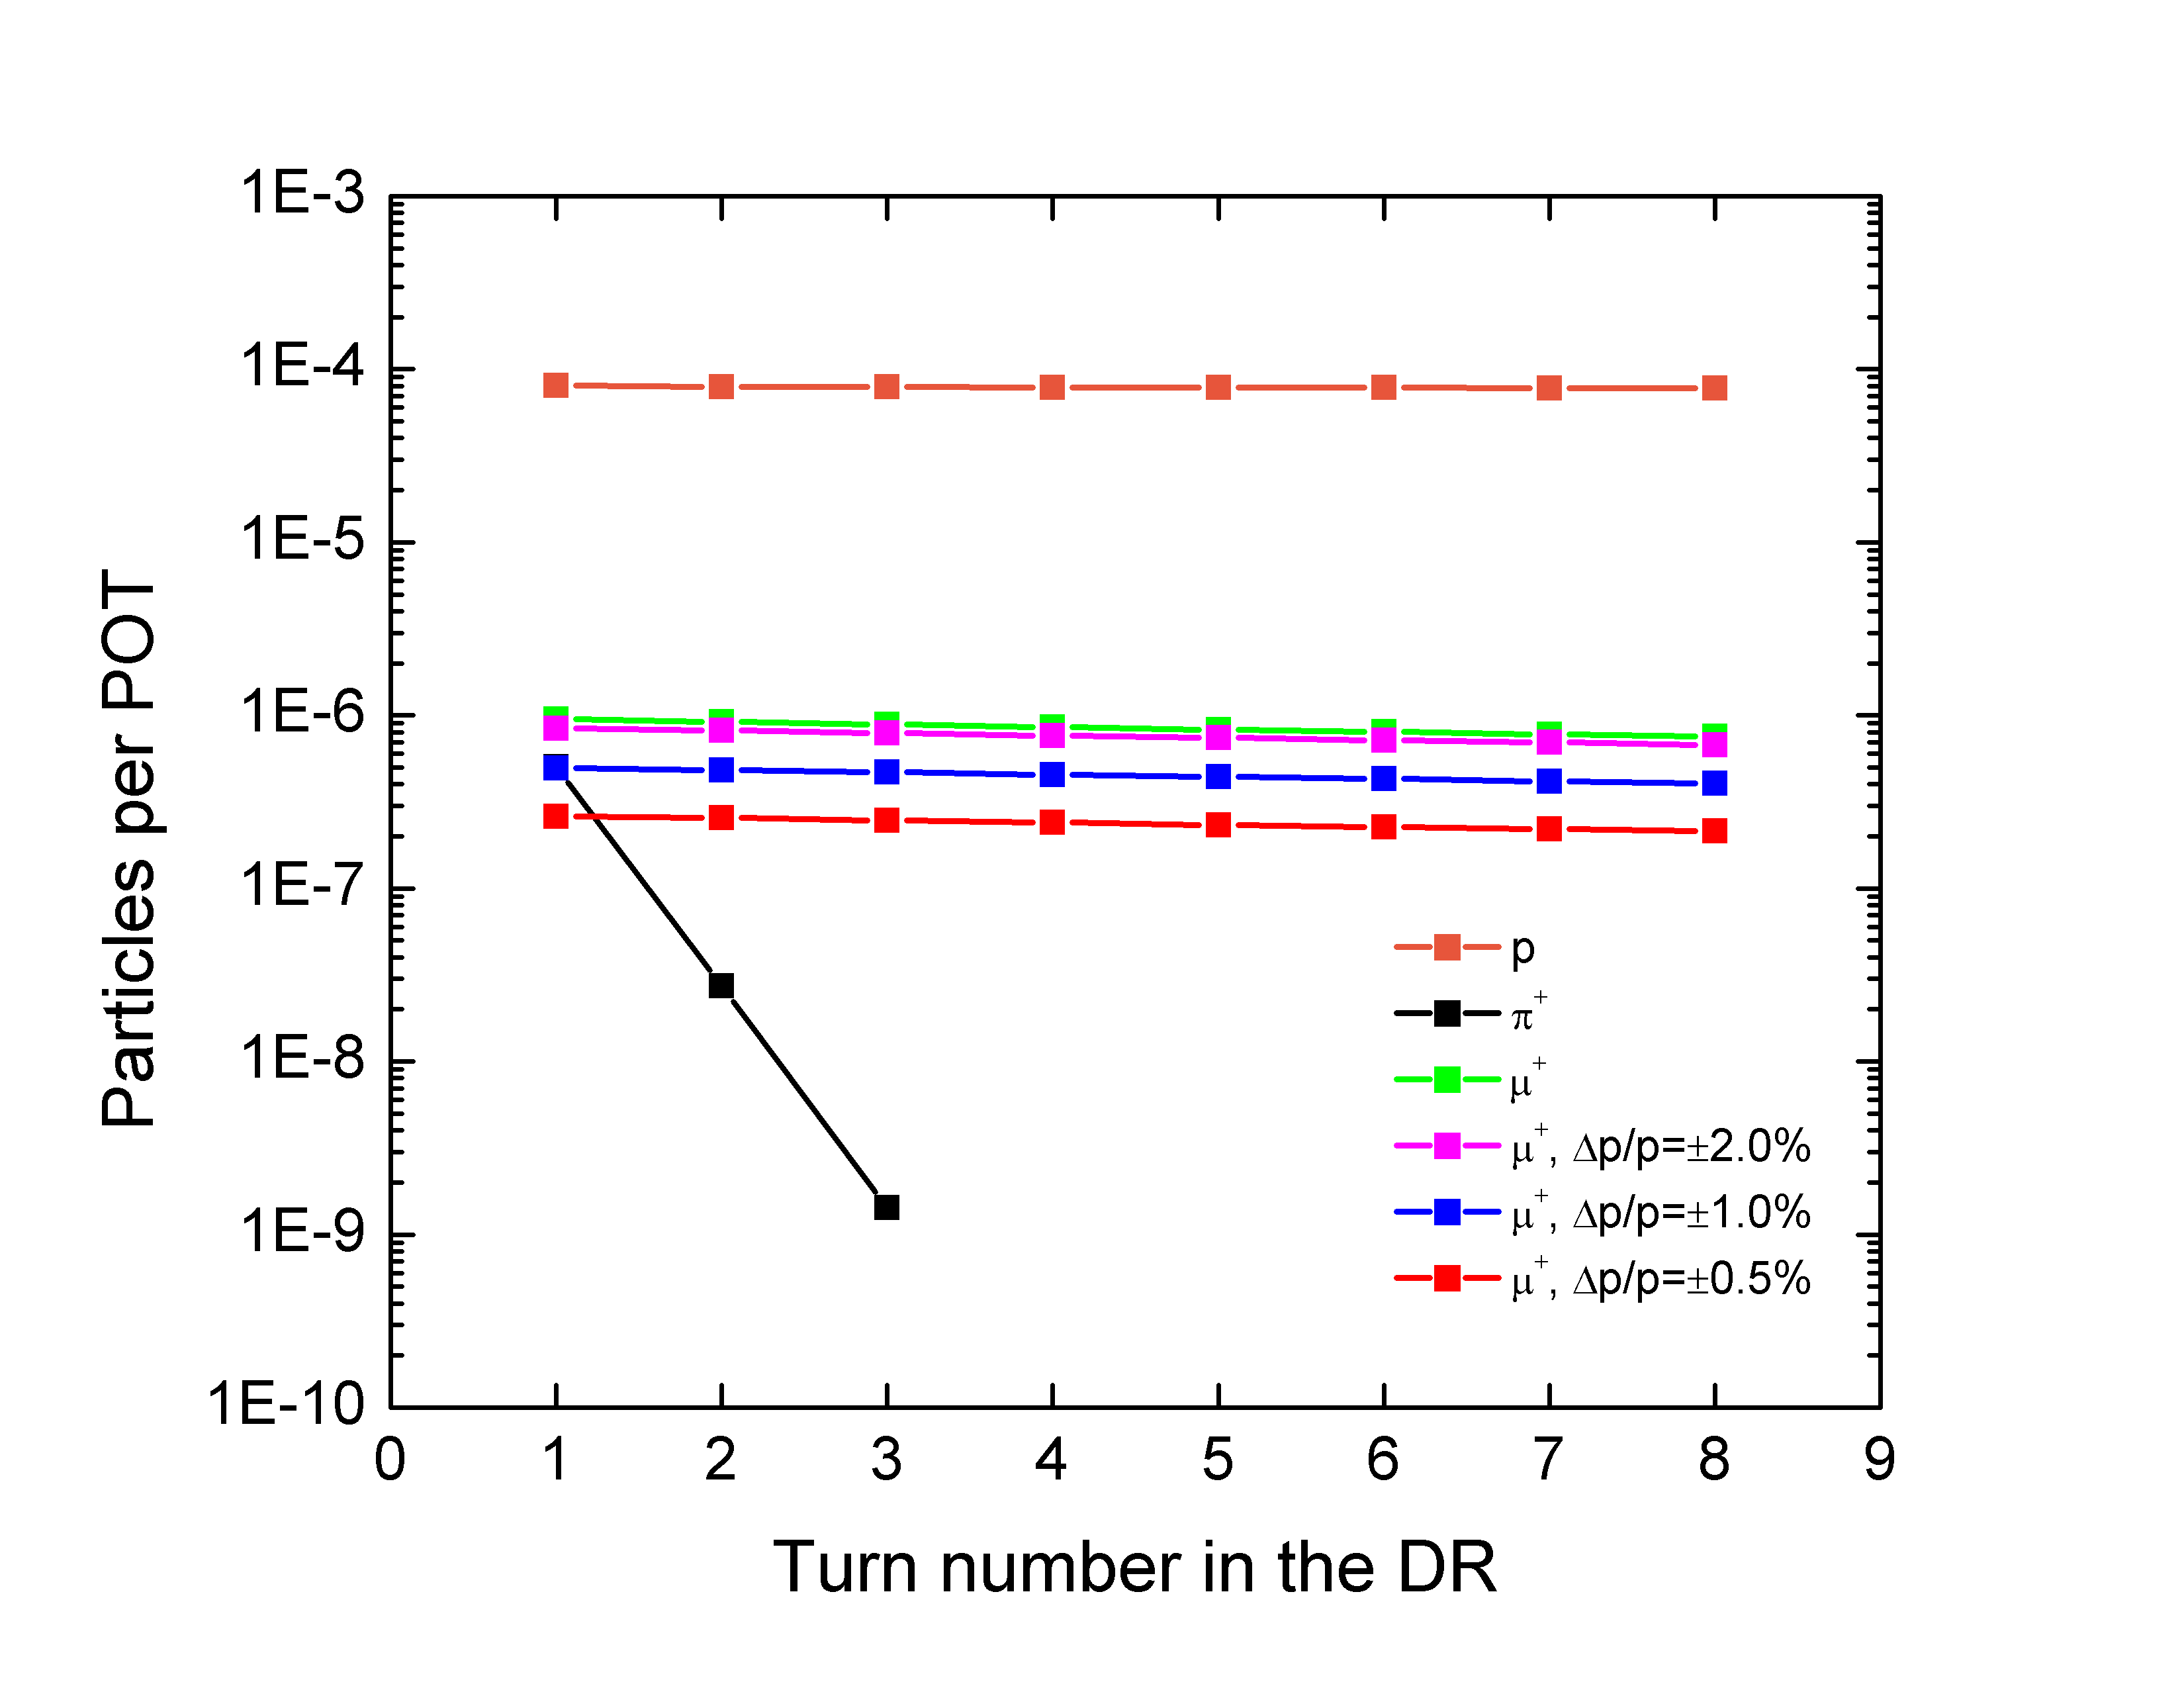 1E-3
1E-4
1E-5
1E-6
1E-7
1E-8
1E-9
1E-10
Particles per POT
p
π⁺
μ⁺
μ⁺, Δp/p=±2.0%
μ⁺, Δp/p=±1.0%
μ⁺, Δp/p=±0.5%
0 1 2 3 4 5 6 7 8 9
Turn number in the DR